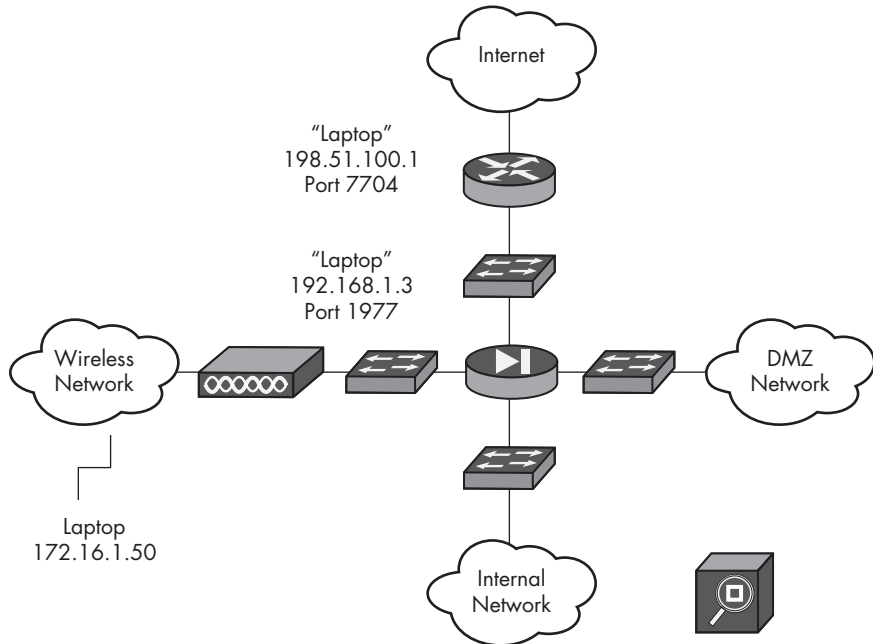 Internet
“Laptop”
198.51.100.1
Port 7704
“Laptop”
192.168.1.3
Port 1977
Wireless
Network
DMZ
Network
Laptop
172.16.1.50
Internal
Network